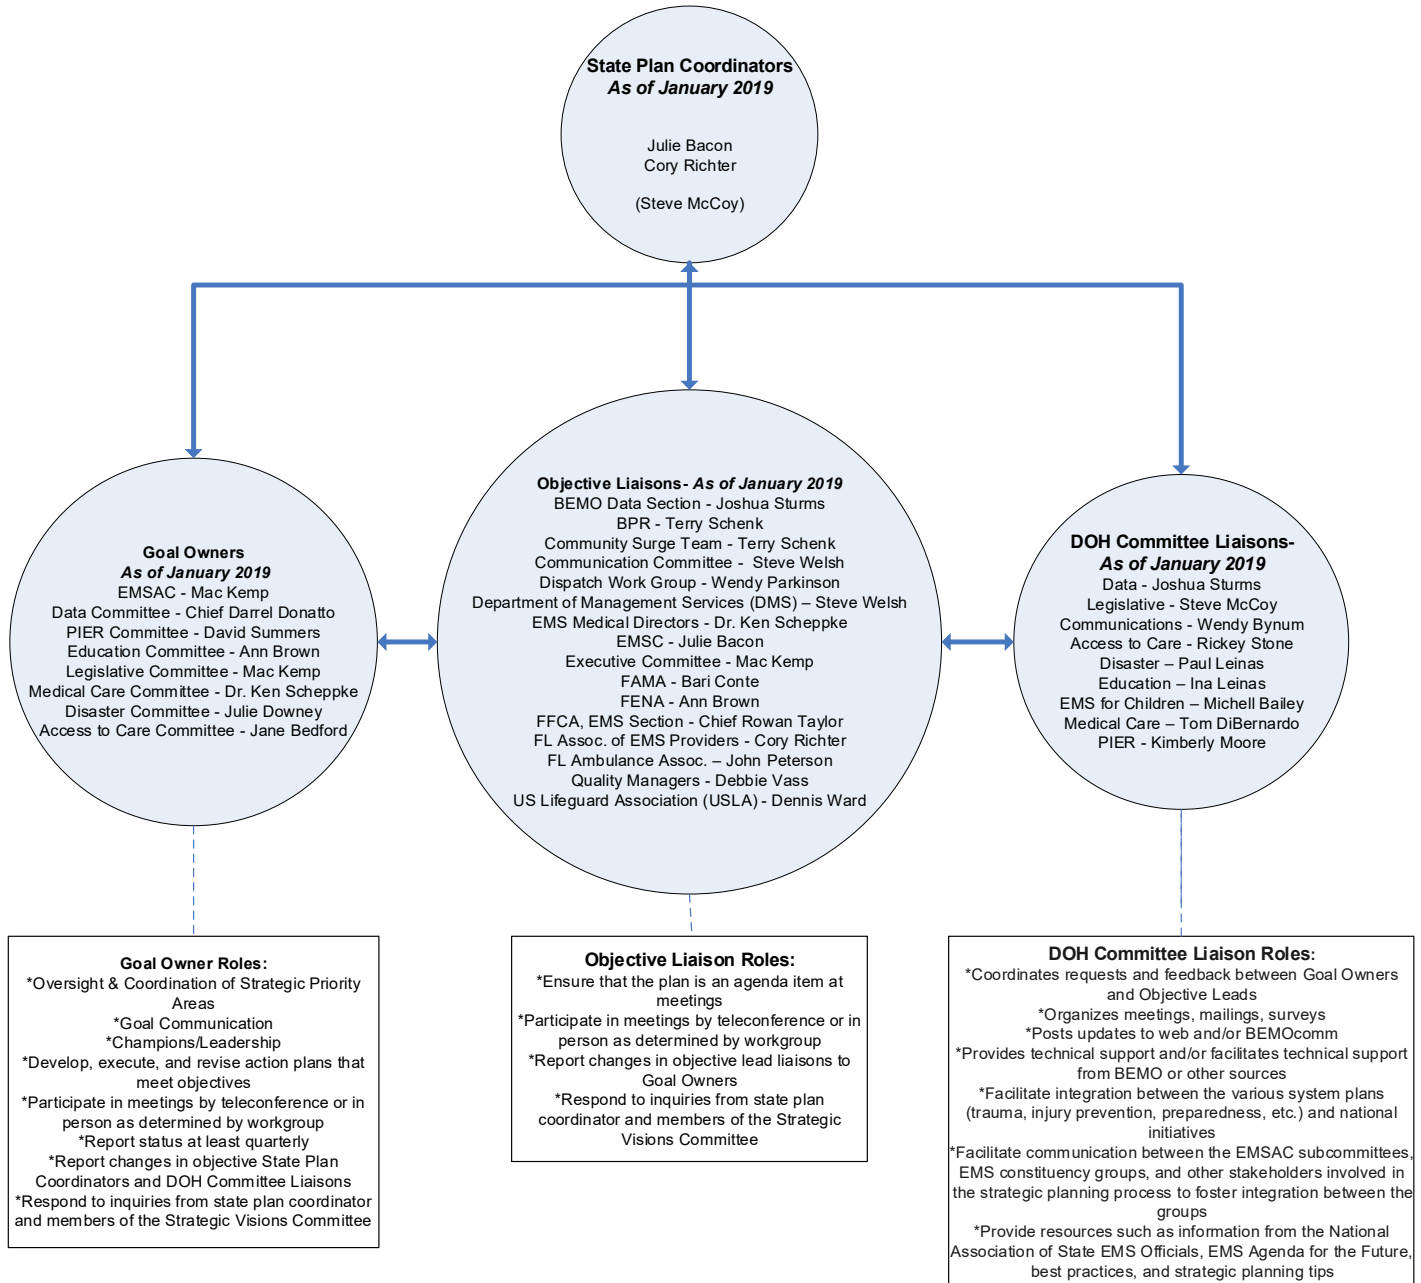 State Plan Coordinators
As of January 2019
Julie Bacon
Cory Richter
(Steve McCoy)
Goal Owners
As of January 2019
EMSAC - Mac Kemp
Data Committee - Chief Darrel Donatto
PIER Committee - David Summers
Education Committee - Ann Brown
Legislative Committee - Mac Kemp
Medical Care Committee - Dr. Ken Scheppke
Disaster Committee - Julie Downey
Access to Care Committee - Jane Bedford
Objective Liaisons- As of January 2019
BEMO Data Section - Joshua Sturms
BPR - Terry Schenk
Community Surge Team - Terry Schenk
Communication Committee - Steve Welsh
Dispatch Work Group - Wendy Parkinson
Department of Management Services (DMS) – Steve Welsh
EMS Medical Directors - Dr. Ken Scheppke
EMSC - Julie Bacon
Executive Committee - Mac Kemp
FAMA - Bari Conte
FENA - Ann Brown
FFCA, EMS Section - Chief Rowan Taylor
FL Assoc. of EMS Providers - Cory Richter
FL Ambulance Assoc. – John Peterson
Quality Managers - Debbie Vass
US Lifeguard Association (USLA) - Dennis Ward
DOH Committee Liaisons-
As of January 2019
Data - Joshua Sturms
Legislative - Steve McCoy
Communications - Wendy Bynum
Access to Care - Rickey Stone
Disaster – Paul Leinas
Education – Ina Leinas
EMS for Children – Michell Bailey
Medical Care – Tom DiBernardo
PIER - Kimberly Moore
Goal Owner Roles:
*Oversight & Coordination of Strategic Priority
Areas
*Goal Communication
*Champions/Leadership
*Develop, execute, and revise action plans that
meet objectives
*Participate in meetings by teleconference or in
person as determined by workgroup
*Report status at least quarterly
*Report changes in objective State Plan
Coordinators and DOH Committee Liaisons
*Respond to inquiries from state plan coordinator
and members of the Strategic Visions Committee
Objective Liaison Roles:
*Ensure that the plan is an agenda item at
meetings
*Participate in meetings by teleconference or in
person as determined by workgroup
*Report changes in objective lead liaisons to
Goal Owners
*Respond to inquiries from state plan
coordinator and members of the Strategic
Visions Committee
DOH Committee Liaison Roles:
*Coordinates requests and feedback between Goal Owners
and Objective Leads
*Organizes meetings, mailings, surveys
*Posts updates to web and/or BEMOcomm
*Provides technical support and/or facilitates technical support
from BEMO or other sources
*Facilitate integration between the various system plans
(trauma, injury prevention, preparedness, etc.) and national
initiatives
*Facilitate communication between the EMSAC subcommittees,
EMS constituency groups, and other stakeholders involved in
the strategic planning process to foster integration between the
groups
*Provide resources such as information from the National
Association of State EMS Officials, EMS Agenda for the Future,
best practices, and strategic planning tips